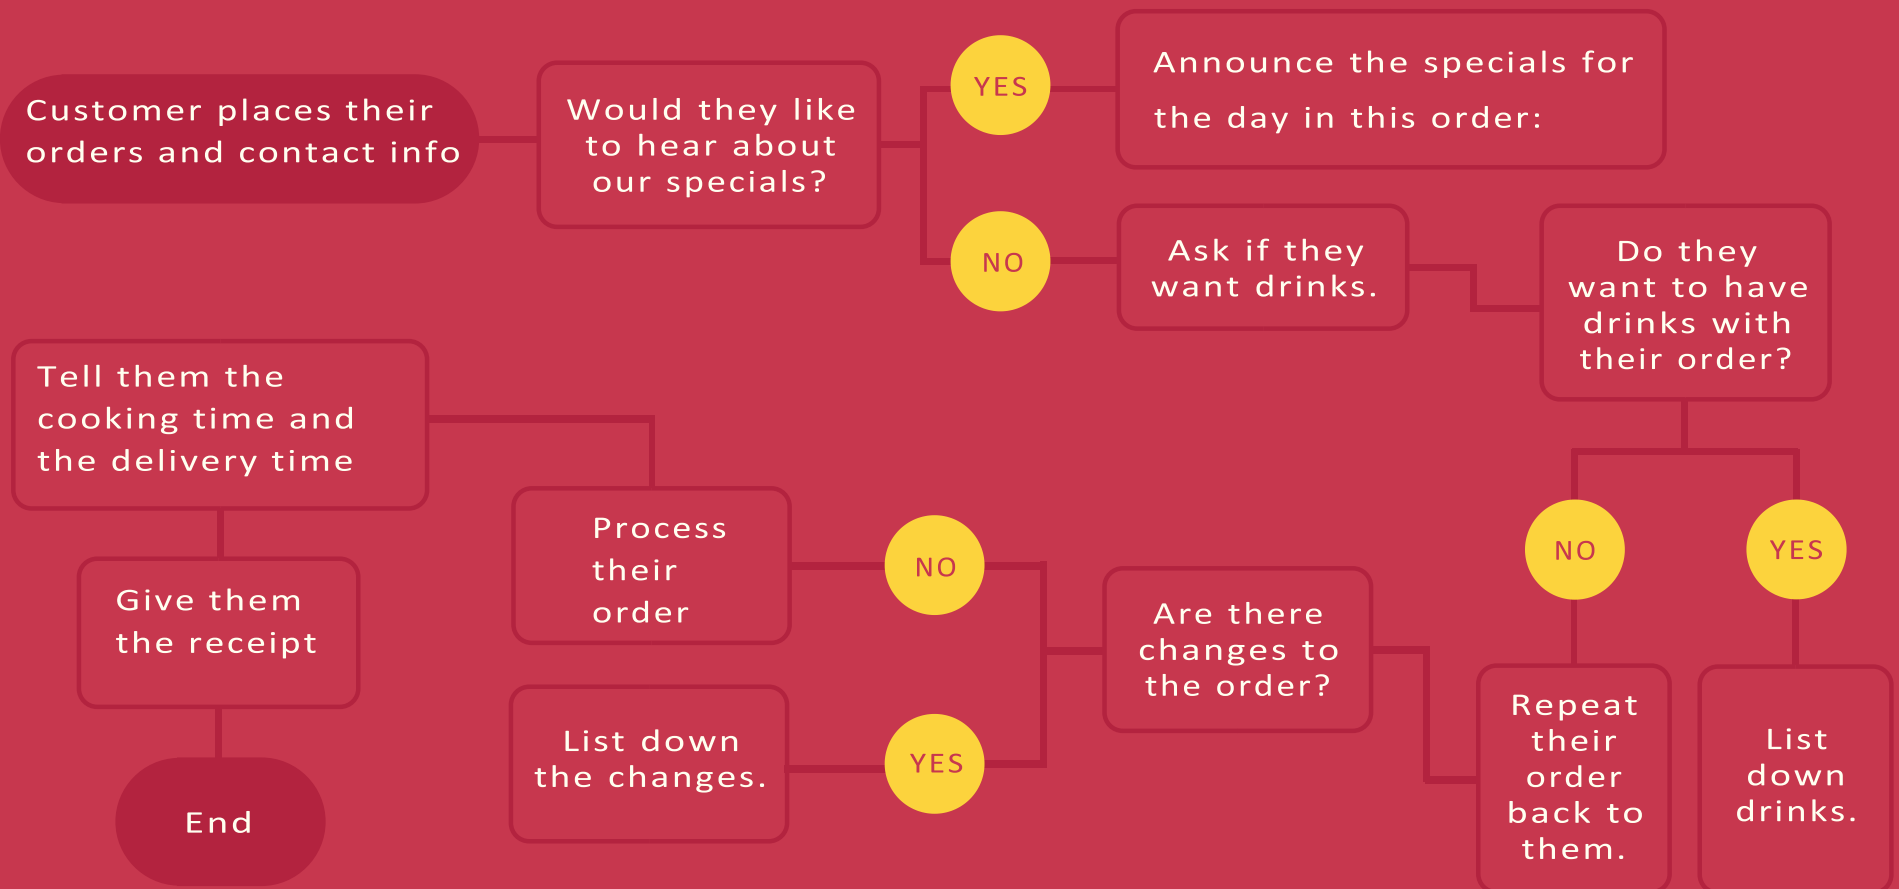 Customer places their
orders and contact info
Would they like
to hear about
our specials?
YES
Announce the specials for
the day in this order:
NO
Ask if they
want drinks.
Do they
want to have
drinks with
their order?
NO
YES
Repeat
their
order
back to
them.
List
down
drinks.
Are there
changes to
the order?
NO
YES
Process
their
order
List down
the changes.
Tell them the
cooking time and
the delivery time
Give them
the receipt
End